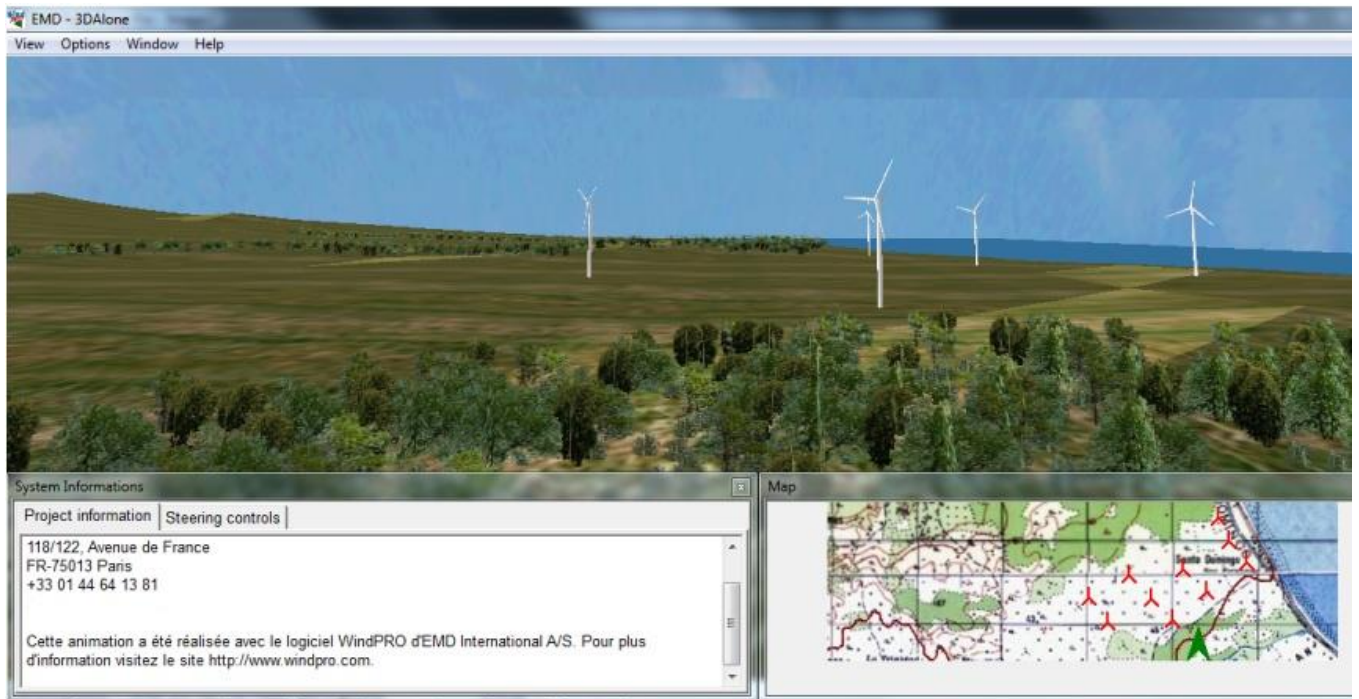 EMD - 3DAlone
View Options Window Help
System Informations
Project information Steering controls
118/122, Avenue de France
FR-75013 Paris
+33 01 44 64 13 81
Cette animation a été réalisée avec le logiciel WindPRO d'EMD International A/S. Pour plus
d'information visitez le site http://www.windpro.com.
Map
Santa Domingo